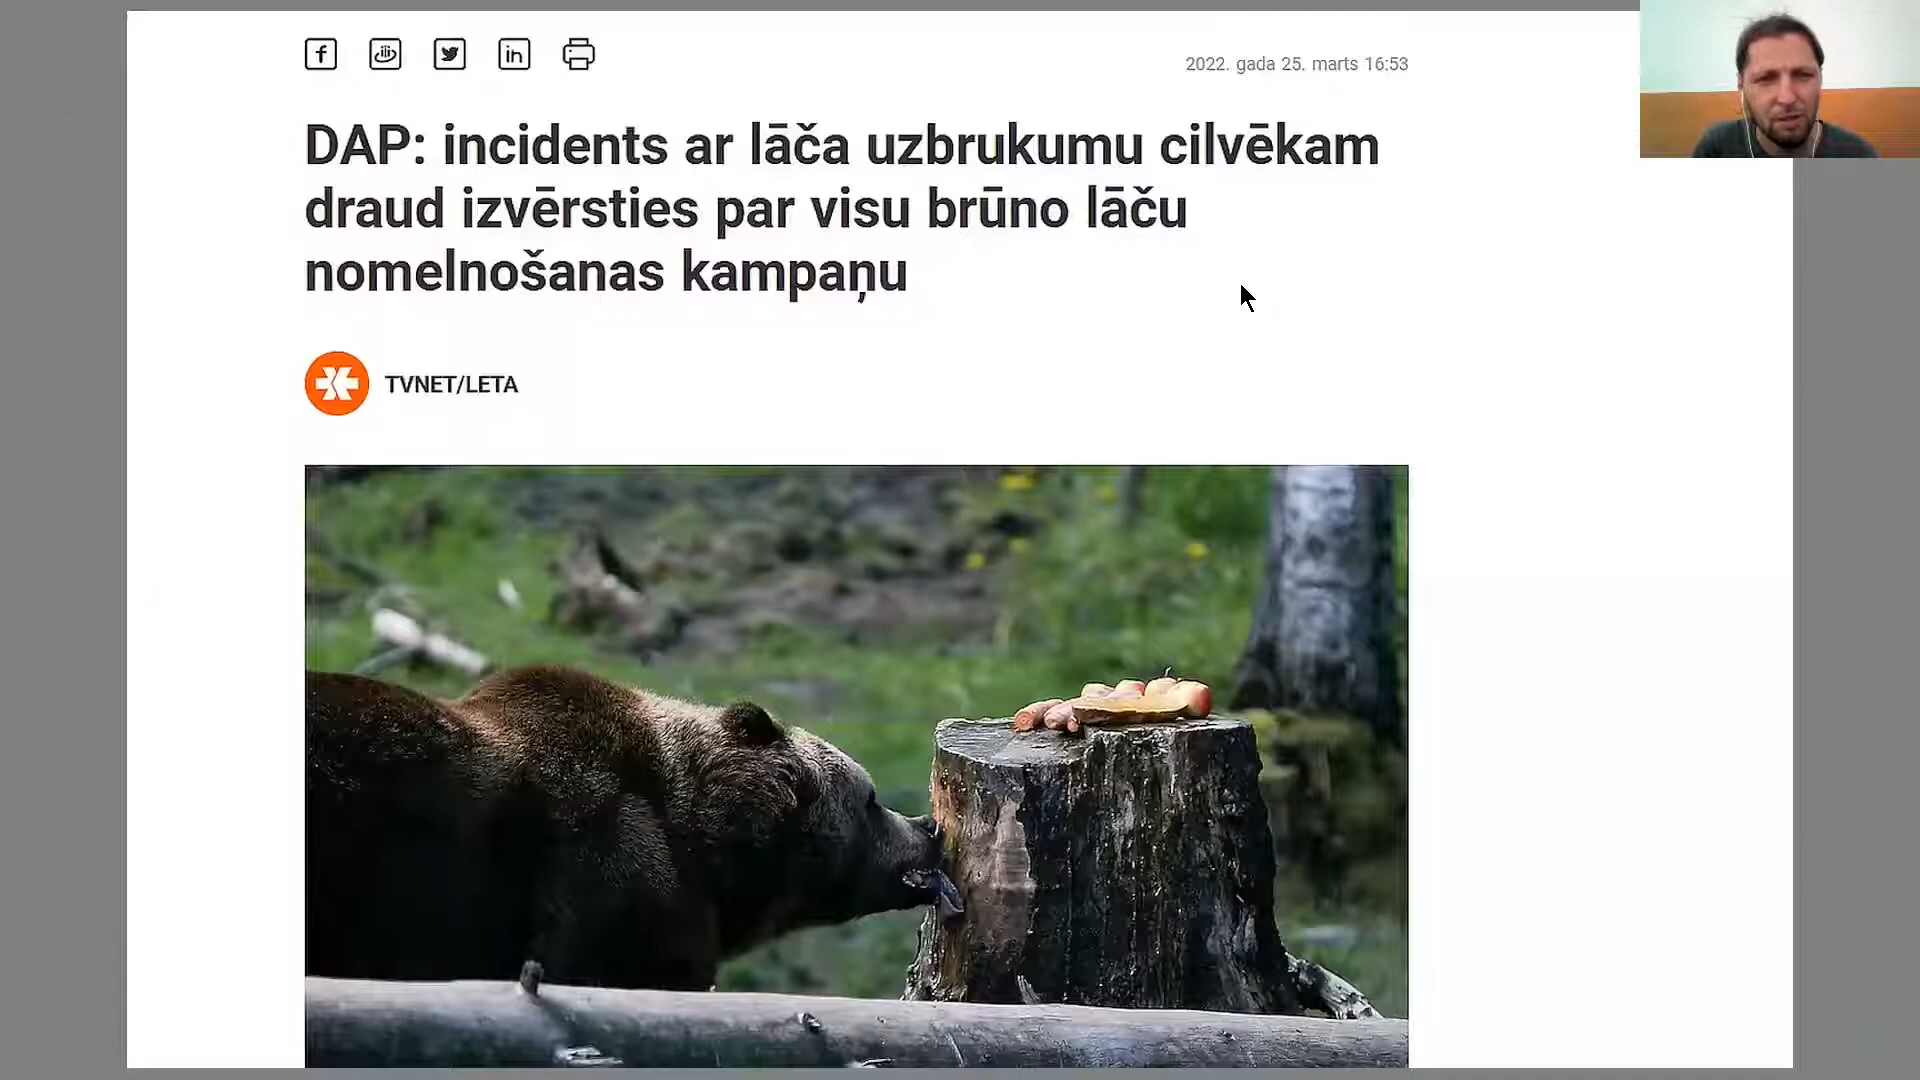 2022. gada 25. marts 16:53
DAP: incidents ar lāča uzbrukumu cilvēkam
draud izvērsties par visu brūno lāču
nomelnošanas kampaņu
TVNET/LETA